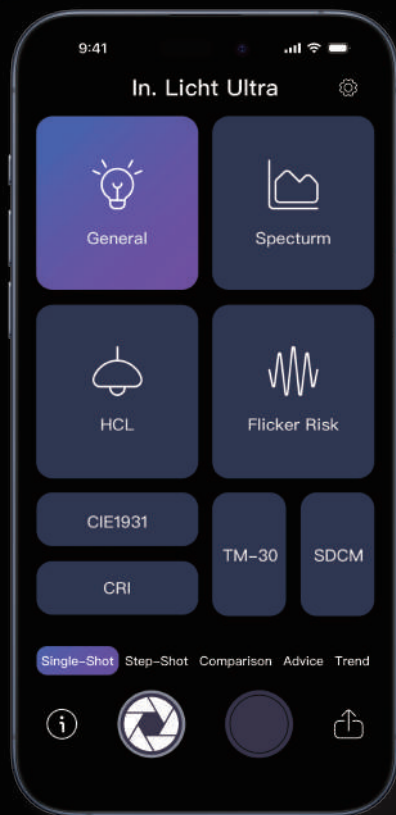 9:41
In. Licht Ultra
General
Specturm
HCL
Flicker Risk
CIE1931
TM-30
SDCM
CRI
Single-Shot Step-Shot Comparison Advice Trend